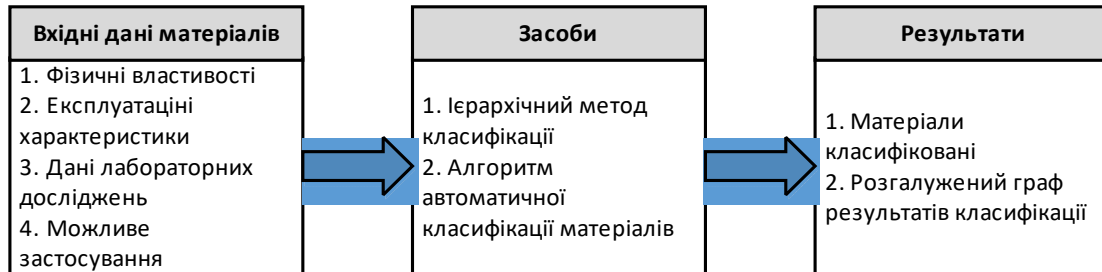 Вхідні дані матеріалів
1. Фізичні властивості
2. Експлуатаціні
характеристики
3. Дані лабораторних
досліджень
4. Можливе
застосування
Засоби
1. Ієрархічний метод
класифікації
2. Алгоритм
автоматичної
класифікації матеріалів
Результати
1. Матеріали
класифіковані
2. Розгалужений граф
результатів класифікації